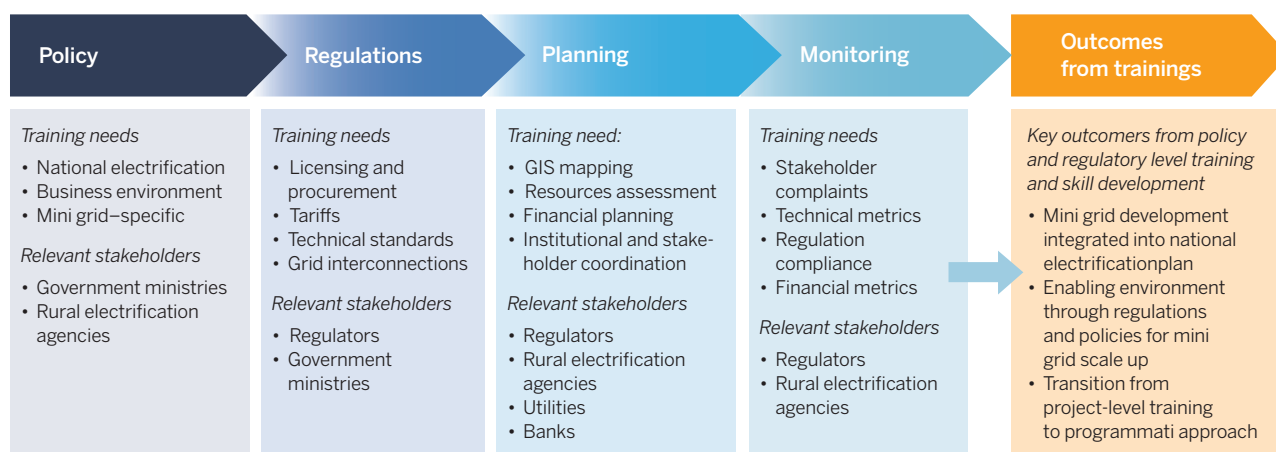 Policy
Training needs
• National electrification
• Business environment
• Mini grid–specific
Relevant stakeholders
• Government ministries
• Rural electrification
agencies
Regulations
Training needs
• Licensing and
procurement
• Tariffs
• Technical standards
• Grid interconnections
Relevant stakeholders
• Regulators
• Government
ministries
Planning
Training need:
• GIS mapping
• Resources assessment
• Financial planning
• Institutional and stake-
holder coordination
Relevant stakeholders
• Regulators
• Rural electrification
agencies
• Utilities
• Banks
Monitoring
Training needs
• Stakeholder
complaints
• Technical metrics
• Regulation
compliance
• Financial metrics
Relevant stakeholders
• Regulators
• Rural electrification
agencies
Outcomes
from trainings
Key outcomers from policy
and regulatory level training
and skill development
• Mini grid development
integrated into national
electrificationplan
• Enabling environment
through regulations
and policies for mini
grid scale up
• Transition from
project-level training
to programmati approach